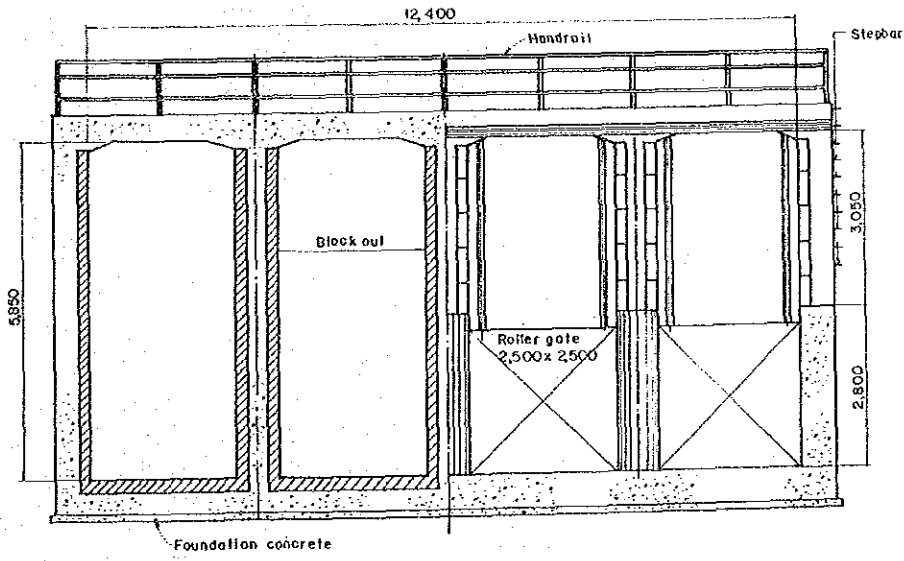 12,400
Handrail
Stepbar
Block out
3,050
5,850
Roller gate
2,500 x 2,500
2,800
Foundation concrete